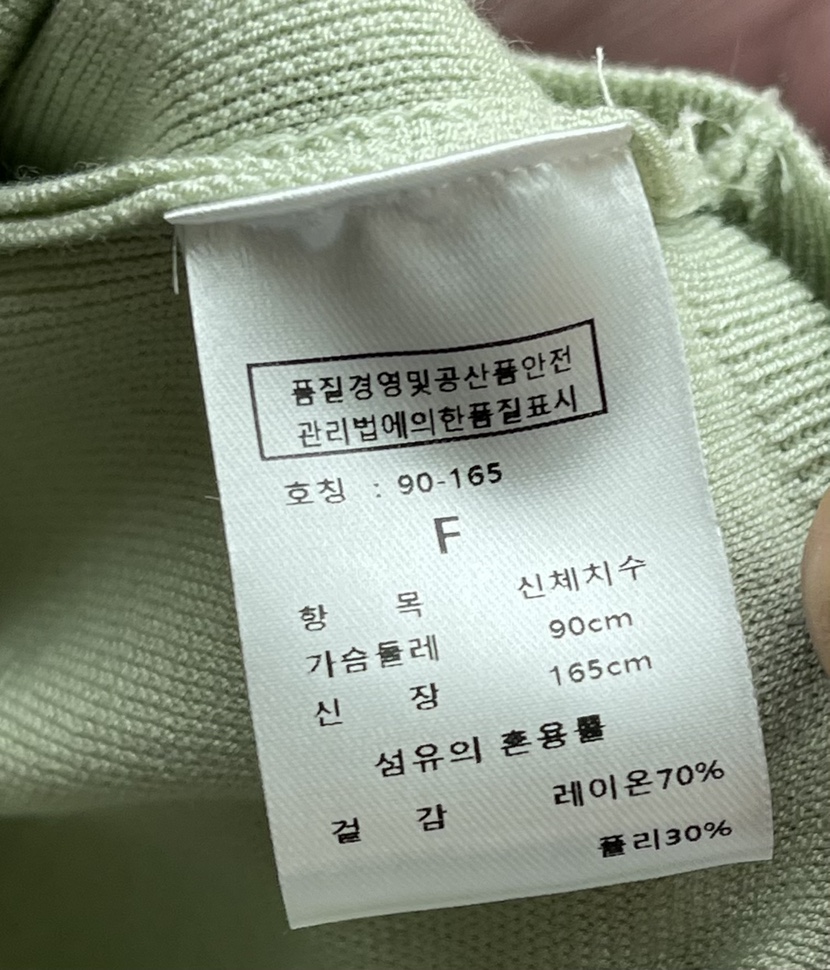 품질경영및공산품안전
관리법에의한품질표시
호칭 : 90-165
F
항 목 신체치수
가슴둘레 90cm
신 장 165cm
섬유의 혼용률
겉 감 레이온70%
폴리30%